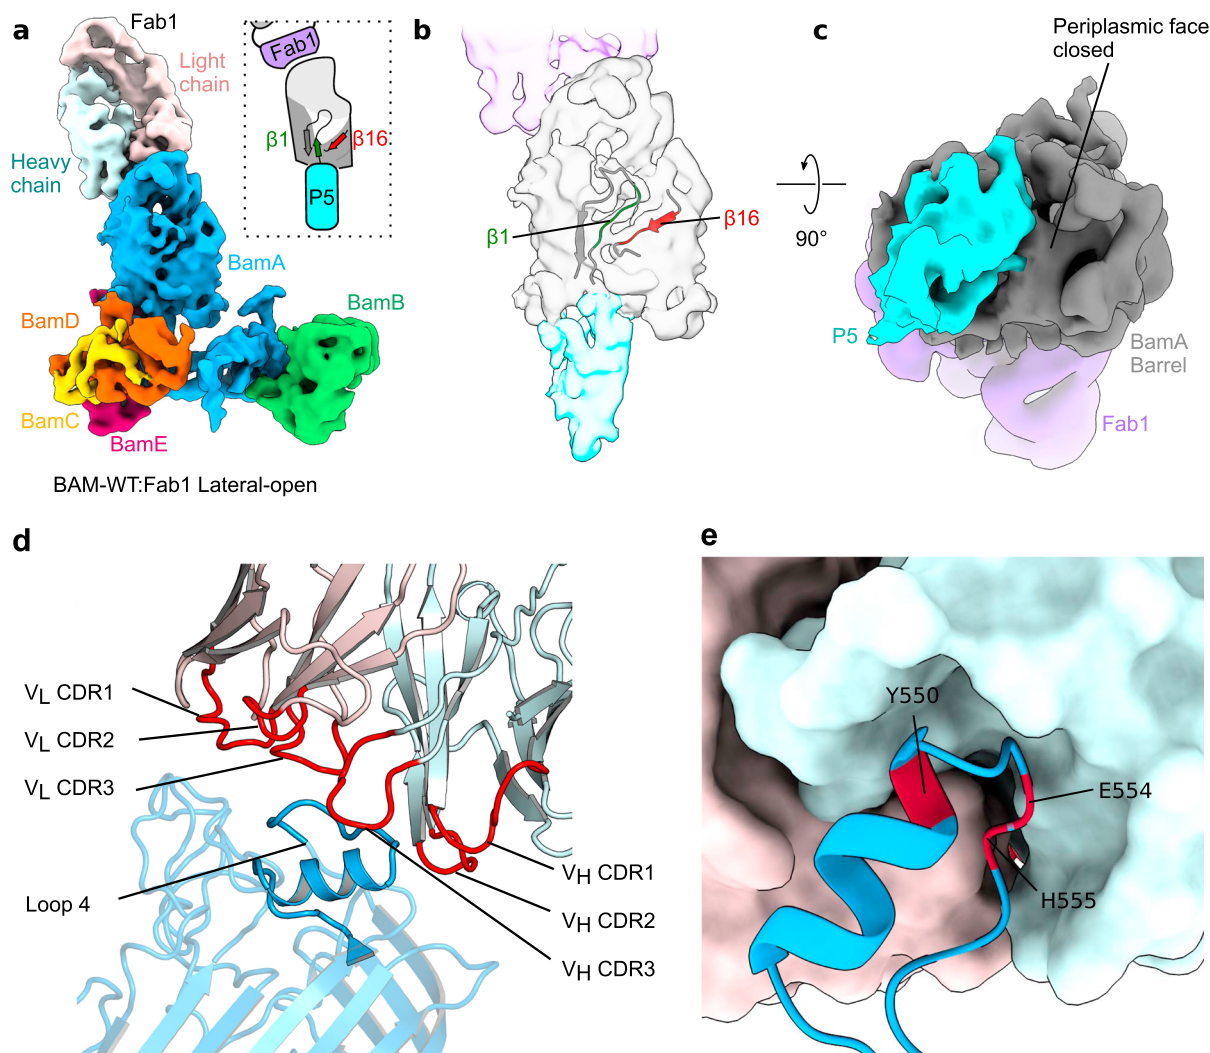 a
Fab1
Light
chain
Heavy
chain
BamA
BamB
BamD
BamC
BamE
BAM-WT:Fab1 Lateral-open
Fab1
β1
β16
P5
b
β1
β16
90°
c
Periplasmic face
closed
P5
BamA
Barrel
Fab1
d
VL CDR1
VL CDR2
VL CDR3
Loop 4
VH CDR1
VH CDR2
VH CDR3
e
Y550
E554
H555